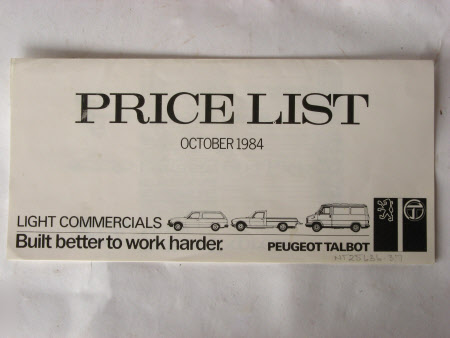 PRICE LIST
OCTOBER 1984
LIGHT COMMERCIALS
Built better to work harder.
PEUGEOT TALBOT